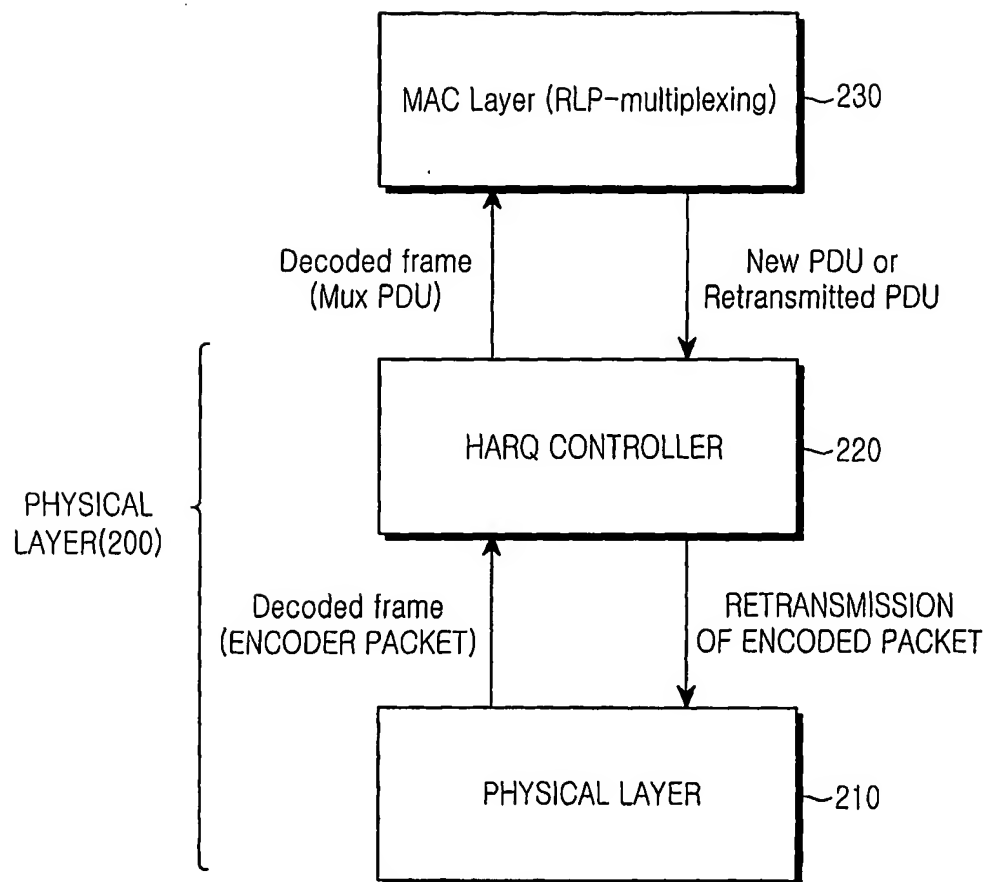 MAC Layer (RLP-multiplexing)
230
Decoded frame
(Mux PDU)
New PDU or
Retransmitted PDU
HARQ CONTROLLER
220
PHYSICAL
LAYER(200)
Decoded frame
(ENCODER PACKET)
RETRANSMISSION
OF ENCODED PACKET
PHYSICAL LAYER
210